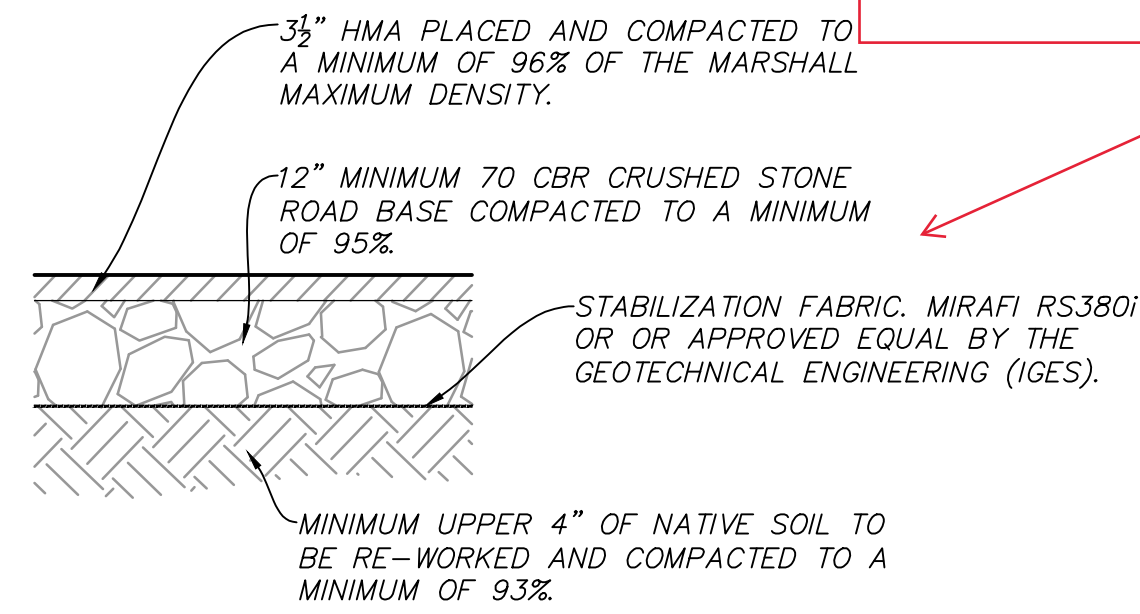 3½” HMA PLACED AND COMPACTED TO
A MINIMUM OF 96% OF THE MARSHALL
MAXIMUM DENSITY.
12” MINIMUM 70 CBR CRUSHED STONE
ROAD BASE COMPACTED TO A MINIMUM
OF 95%.
STABILIZATION FABRIC. MIRAFI RS380i
OR OR APPROVED EQUAL BY THE
GEOTECHNICAL ENGINEERING (IGES).
MINIMUM UPPER 4” OF NATIVE SOIL TO
BE RE-WORKED AND COMPACTED TO A
MINIMUM OF 93%.